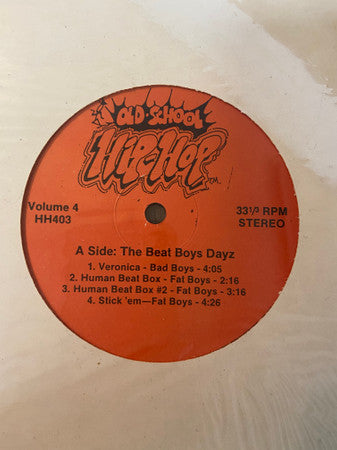 OLD SCHOOL
HIP-HOP TM
Volume 4
HH403
33 1/3 RPM
STEREO
A Side: The Beat Boys Dayz
1. Veronica - Bad Boys - 4:05
2. Human Beat Box - Fat Boys - 2:16
3. Human Beat Box #2 - Fat Boys - 3:16
4. Stick 'em—Fat Boys - 4:26